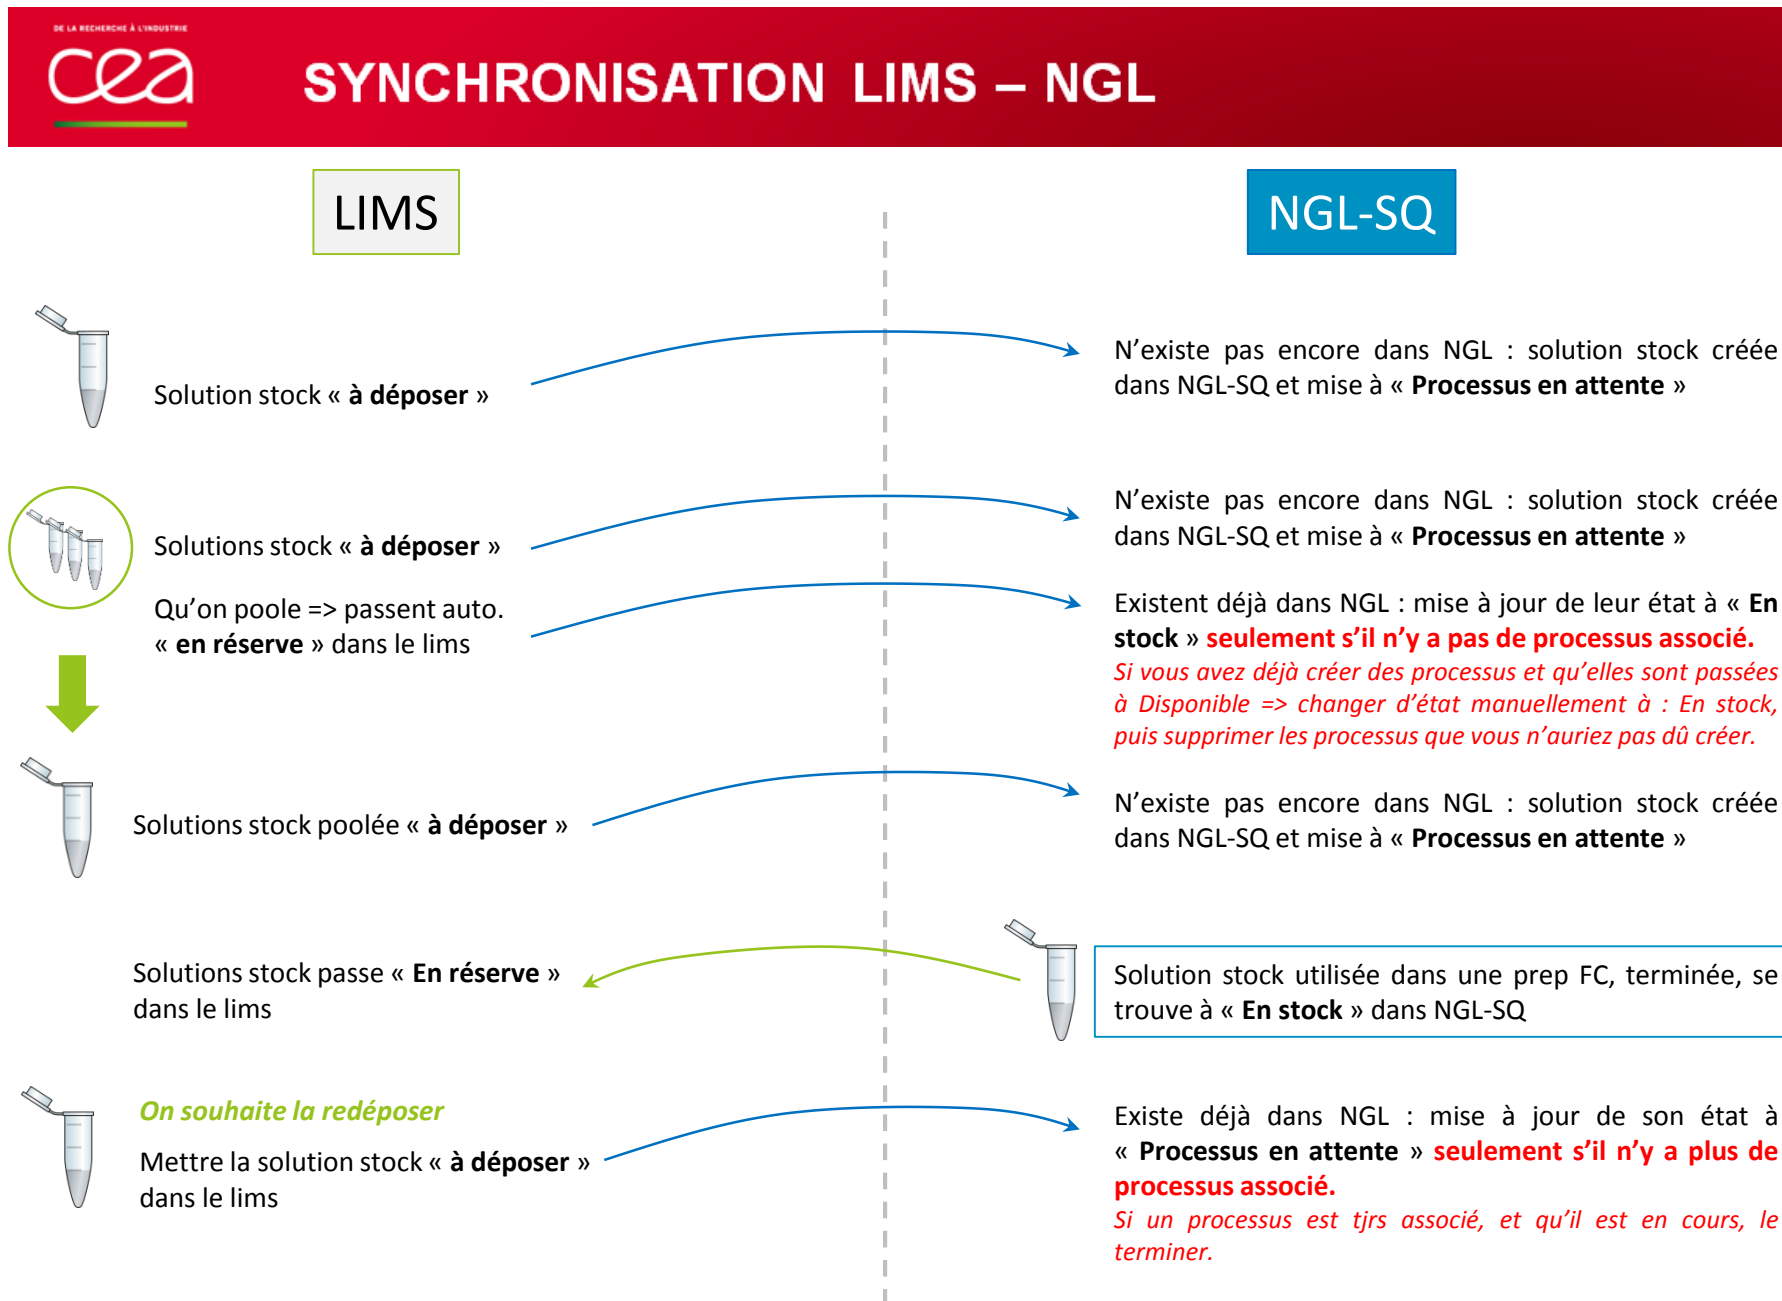 DE LA RECHERCHE À L'INDUSTRIE
cea
SYNCHRONISATION LIMS – NGL
LIMS
NGL-SQ
Solution stock « à déposer »
N'existe pas encore dans NGL : solution stock créée
dans NGL-SQ et mise à « Processus en attente »
Solutions stock « à déposer »
N'existe pas encore dans NGL : solution stock créée
dans NGL-SQ et mise à « Processus en attente »
Qu'on poole => passent auto.
« en réserve » dans le lims
Existent déjà dans NGL : mise à jour de leur état à « En
stock » seulement s'il n'y a pas de processus associé.
Si vous avez déjà créer des processus et qu'elles sont passées
à Disponible => changer d'état manuellement à : En stock,
puis supprimer les processus que vous n'auriez pas dû créer.
Solutions stock poolée « à déposer »
N'existe pas encore dans NGL : solution stock créée
dans NGL-SQ et mise à « Processus en attente »
Solutions stock passe « En réserve »
dans le lims
Solution stock utilisée dans une prep FC, terminée, se
trouve à « En stock » dans NGL-SQ
On souhaite la redéposer
Mettre la solution stock « à déposer »
dans le lims
Existe déjà dans NGL : mise à jour de son état à
« Processus en attente » seulement s'il n'y a plus de
processus associé.
Si un processus est tjrs associé, et qu'il est en cours, le
terminer.